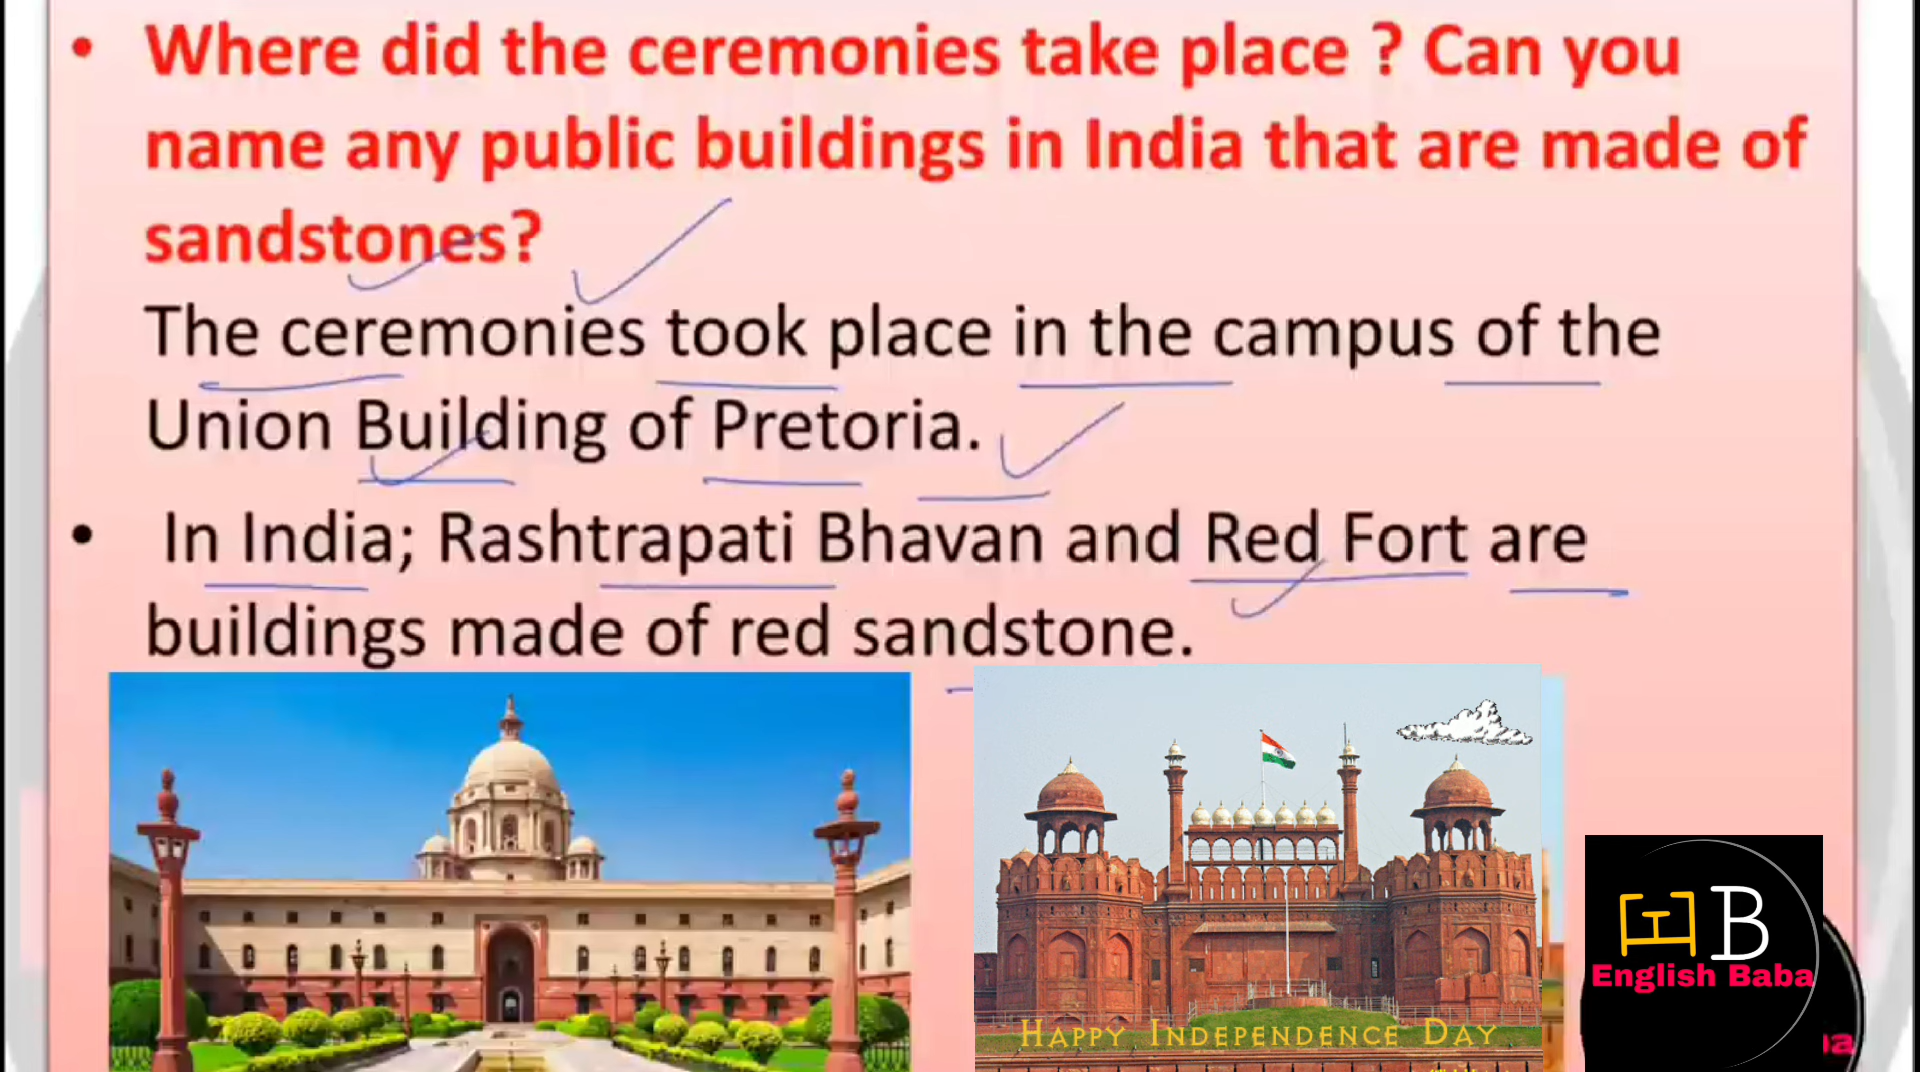 • Where did the ceremonies take place ? Can you
name any public buildings in India that are made of
sandstones?
The ceremonies took place in the campus of the
Union Building of Pretoria.
• In India; Rashtrapati Bhavan and Red Fort are
buildings made of red sandstone.
HAPPY INDEPENDENCE DAY
EB
English Baba